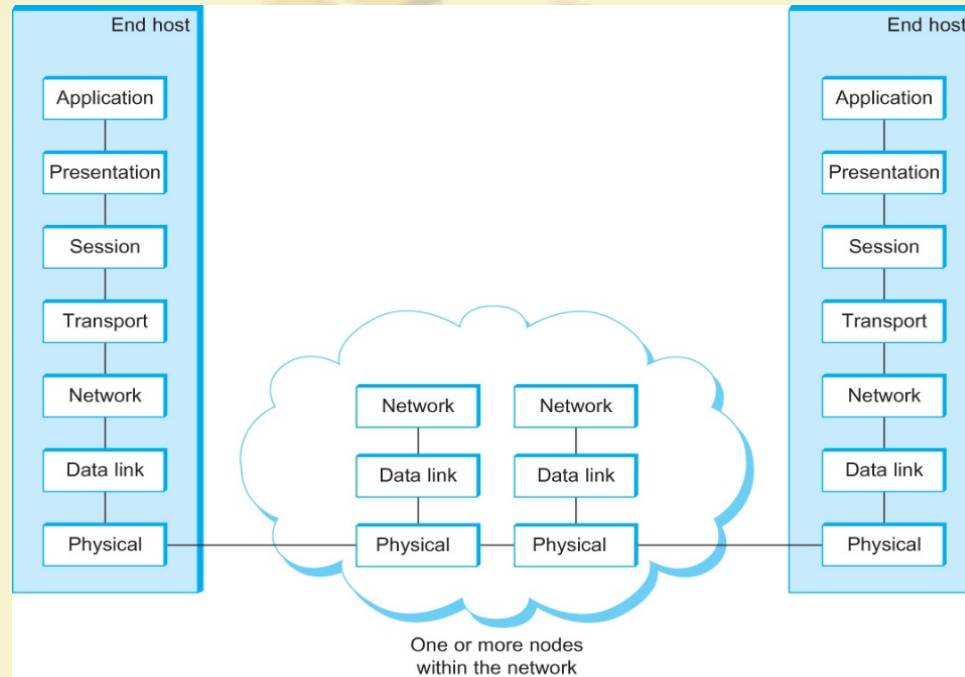 End host
Application
Presentation
Session
Transport
Network
Data link
Physical
Network
Data link
Physical
Network
Data link
Physical
One or more nodes
within the network
End host
Application
Presentation
Session
Transport
Network
Data link
Physical